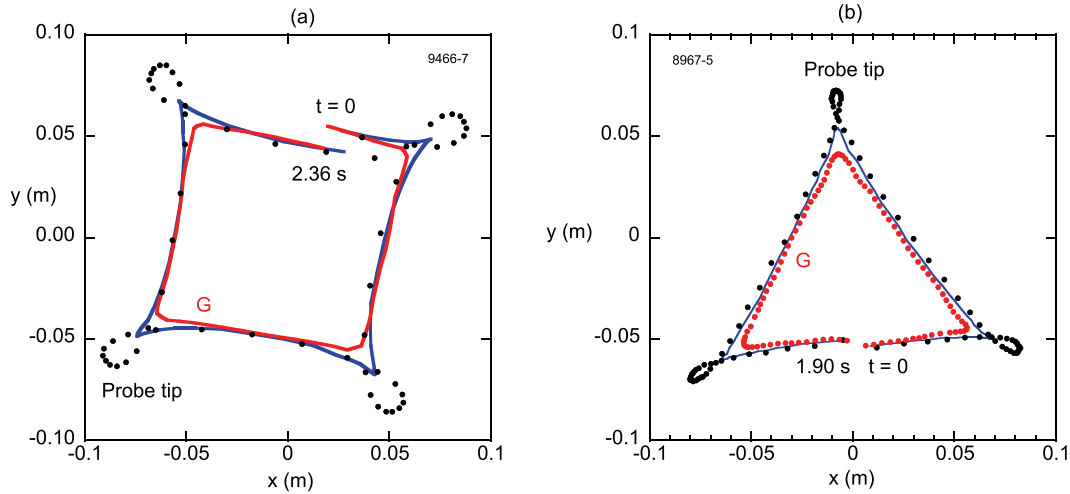 (a)
9466-7
t = 0
2.36 s
G
Probe tip
0.10
0.05
0.00
-0.05
-0.10
y (m)
-0.1
-0.05
0
0.05
0.1
x (m)
(b)
8967-5
Probe tip
G
1.90 s
t = 0
0.1
0.05
0
-0.05
-0.1
y (m)
-0.1
-0.05
0
0.05
0.1
x (m)